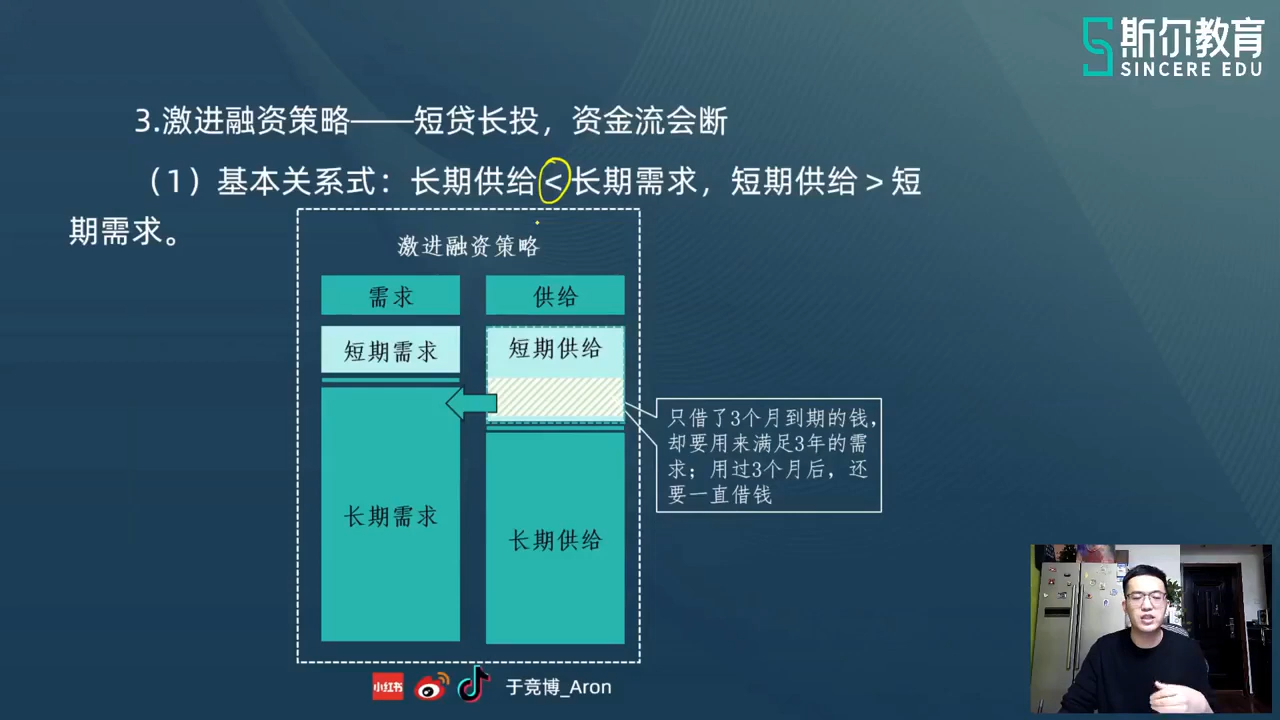 斯尔教育
SINCERE EDU
3.激进融资策略——短贷长投，资金流会断
（1）基本关系式：长期供给<长期需求，短期供给>短
期需求。
激进融资策略
需求
供给
短期需求
短期供给
只借了3个月到期的钱，
却要用来满足3年的需
求；用过3个月后，还
要一直借钱
长期需求
长期供给
小红书
于竞博_Aron